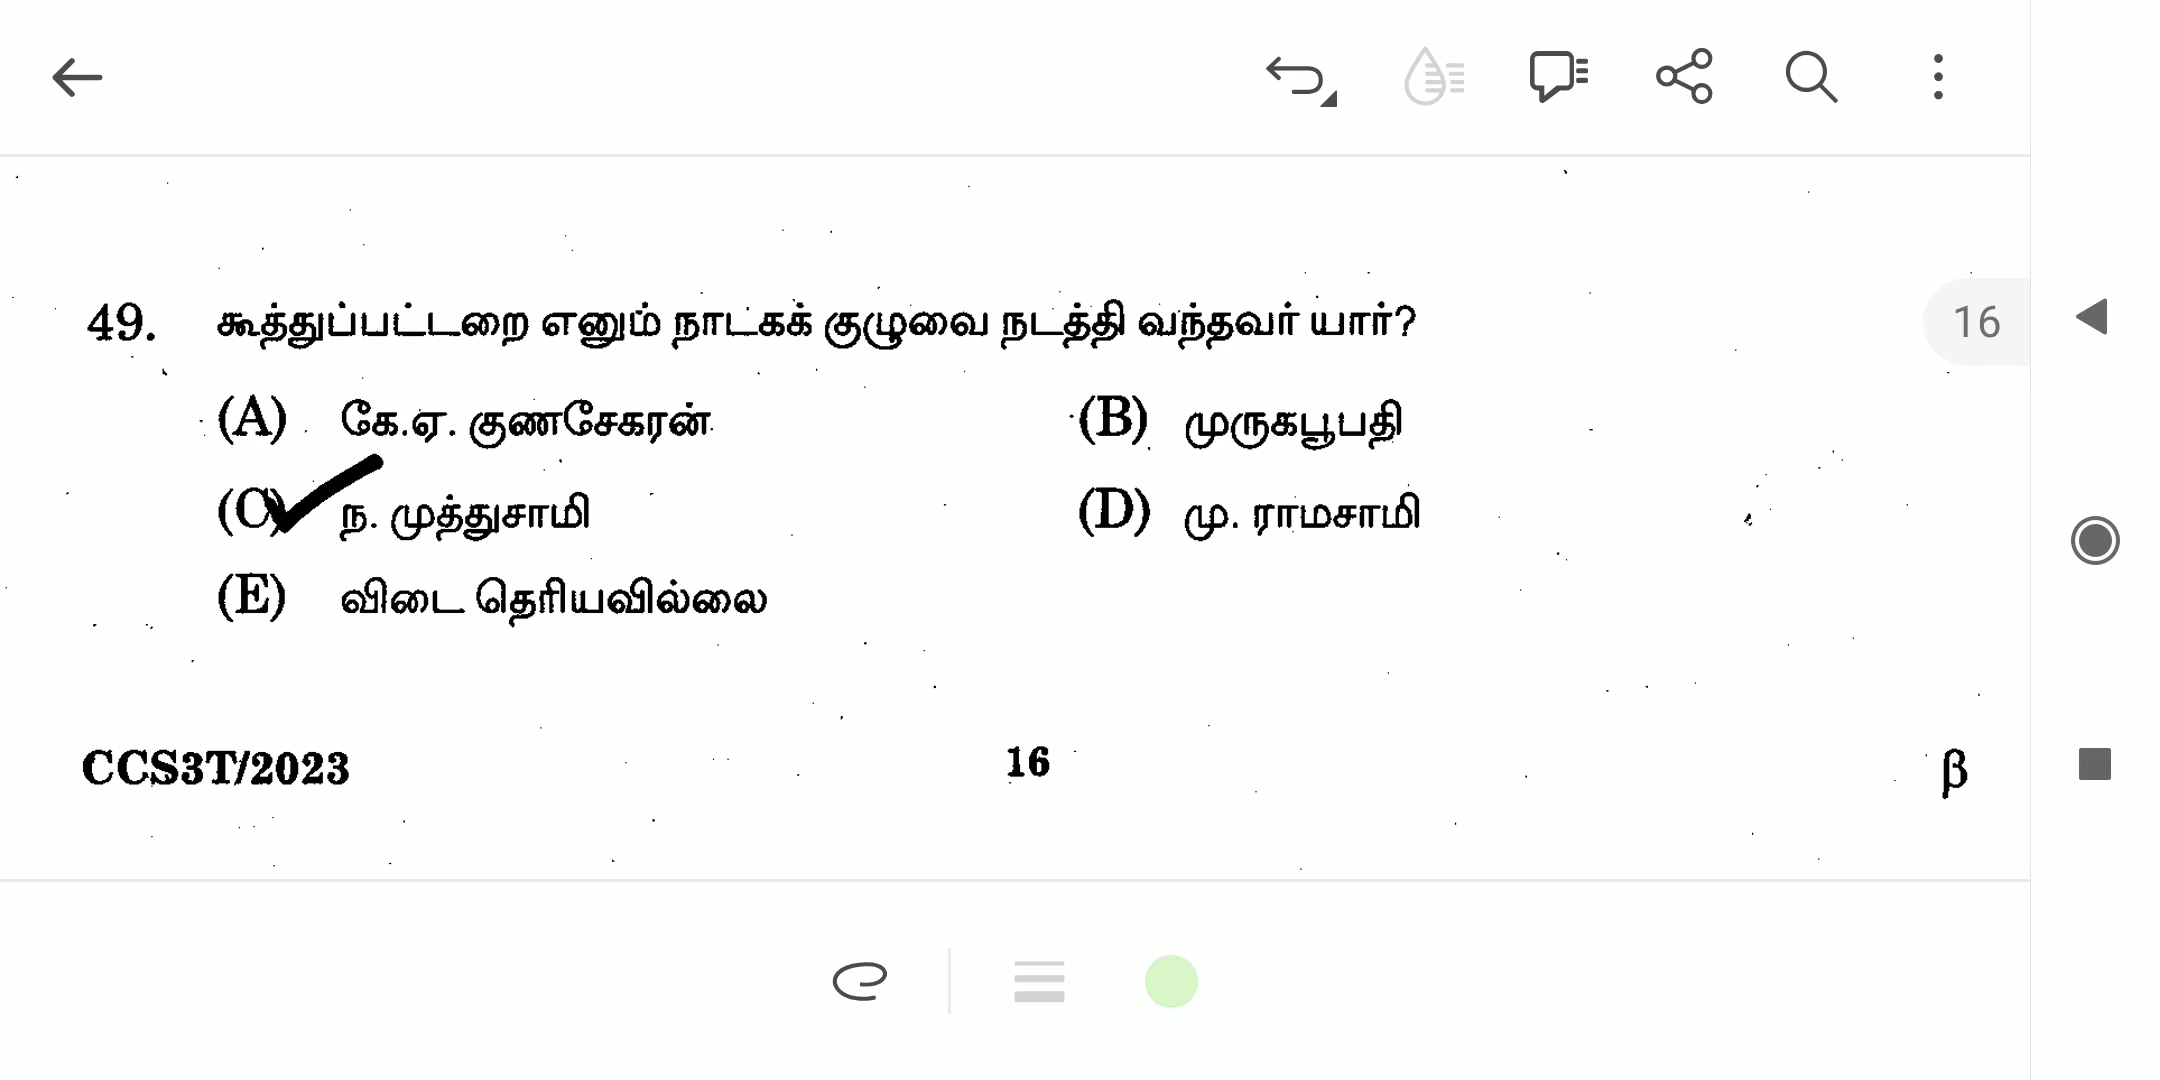 49. கூத்துப்பட்டறை எனும் நாடகக் குழுவை நடத்தி வந்தவர் யார்?
16
(A) கே.ஏ. குணசேகரன் (B) முருகபூபதி
(C) ந. முத்துசாமி (D) மு. ராமசாமி
(E) விடை தெரியவில்லை
CCS3T/2023 16 β